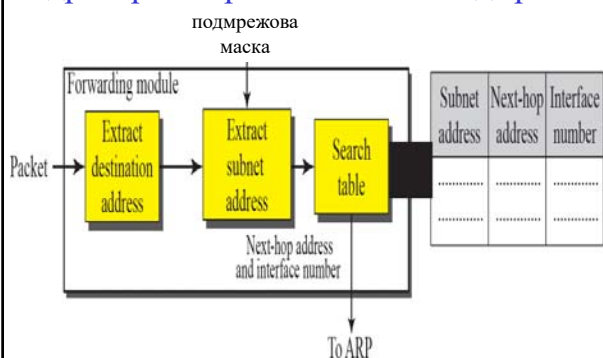 подмрежова
маска
Forwarding module
Packet
Extract
destination
address
Extract
subnet
address
Search
table
Subnet
address
Next-hop
address
Interface
number
Next-hop address
and interface number
To ARP